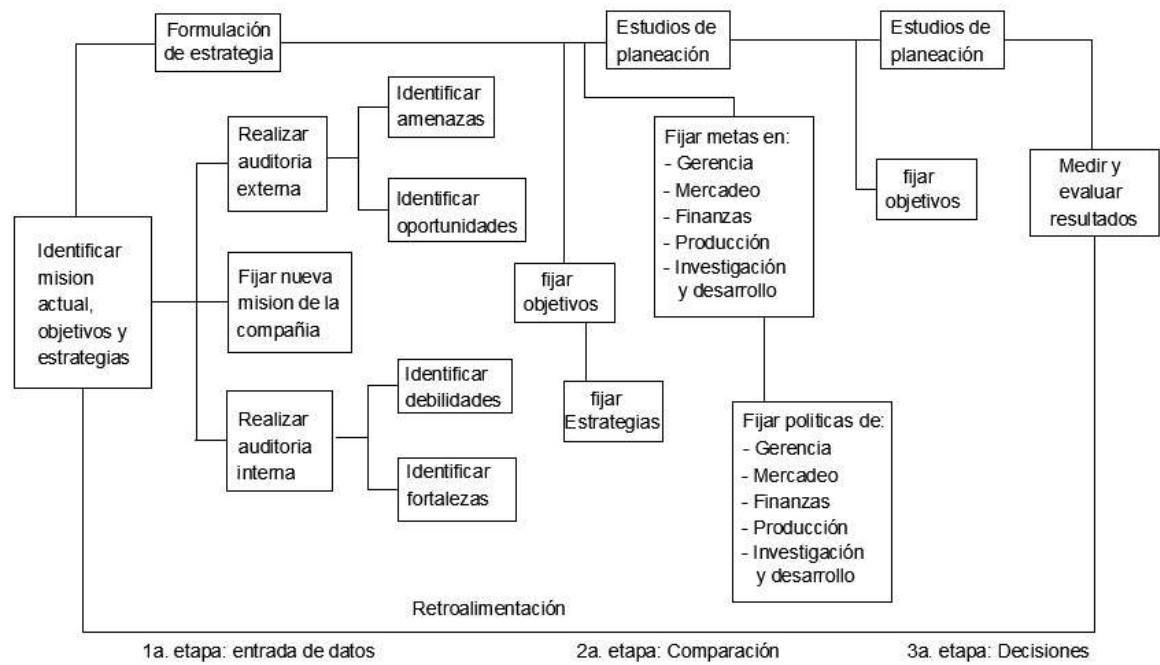 Formulación
de estrategia
Estudios de
planeación
Estudios de
planeación
Identificar
amenazas
Realizar
auditoria
externa
Identificar
oportunidades
Fijar metas en:
- Gerencia
- Mercadeo
- Finanzas
- Producción
- Investigación
y desarrollo
fijar
objetivos
Medir y
evaluar
resultados
Identificar
mision
actual,
objetivos y
estrategias
Fijar nueva
mision de la
compañia
fijar
objetivos
Identificar
debilidades
fijar
Estrategias
Realizar
auditoria
interna
Identificar
fortalezas
Fijar politicas de:
- Gerencia
- Mercadeo
- Finanzas
- Producción
- Investigación
y desarrollo
Retroalimentación
1a. etapa: entrada de datos
2a. etapa: Comparación
3a. etapa: Decisiones